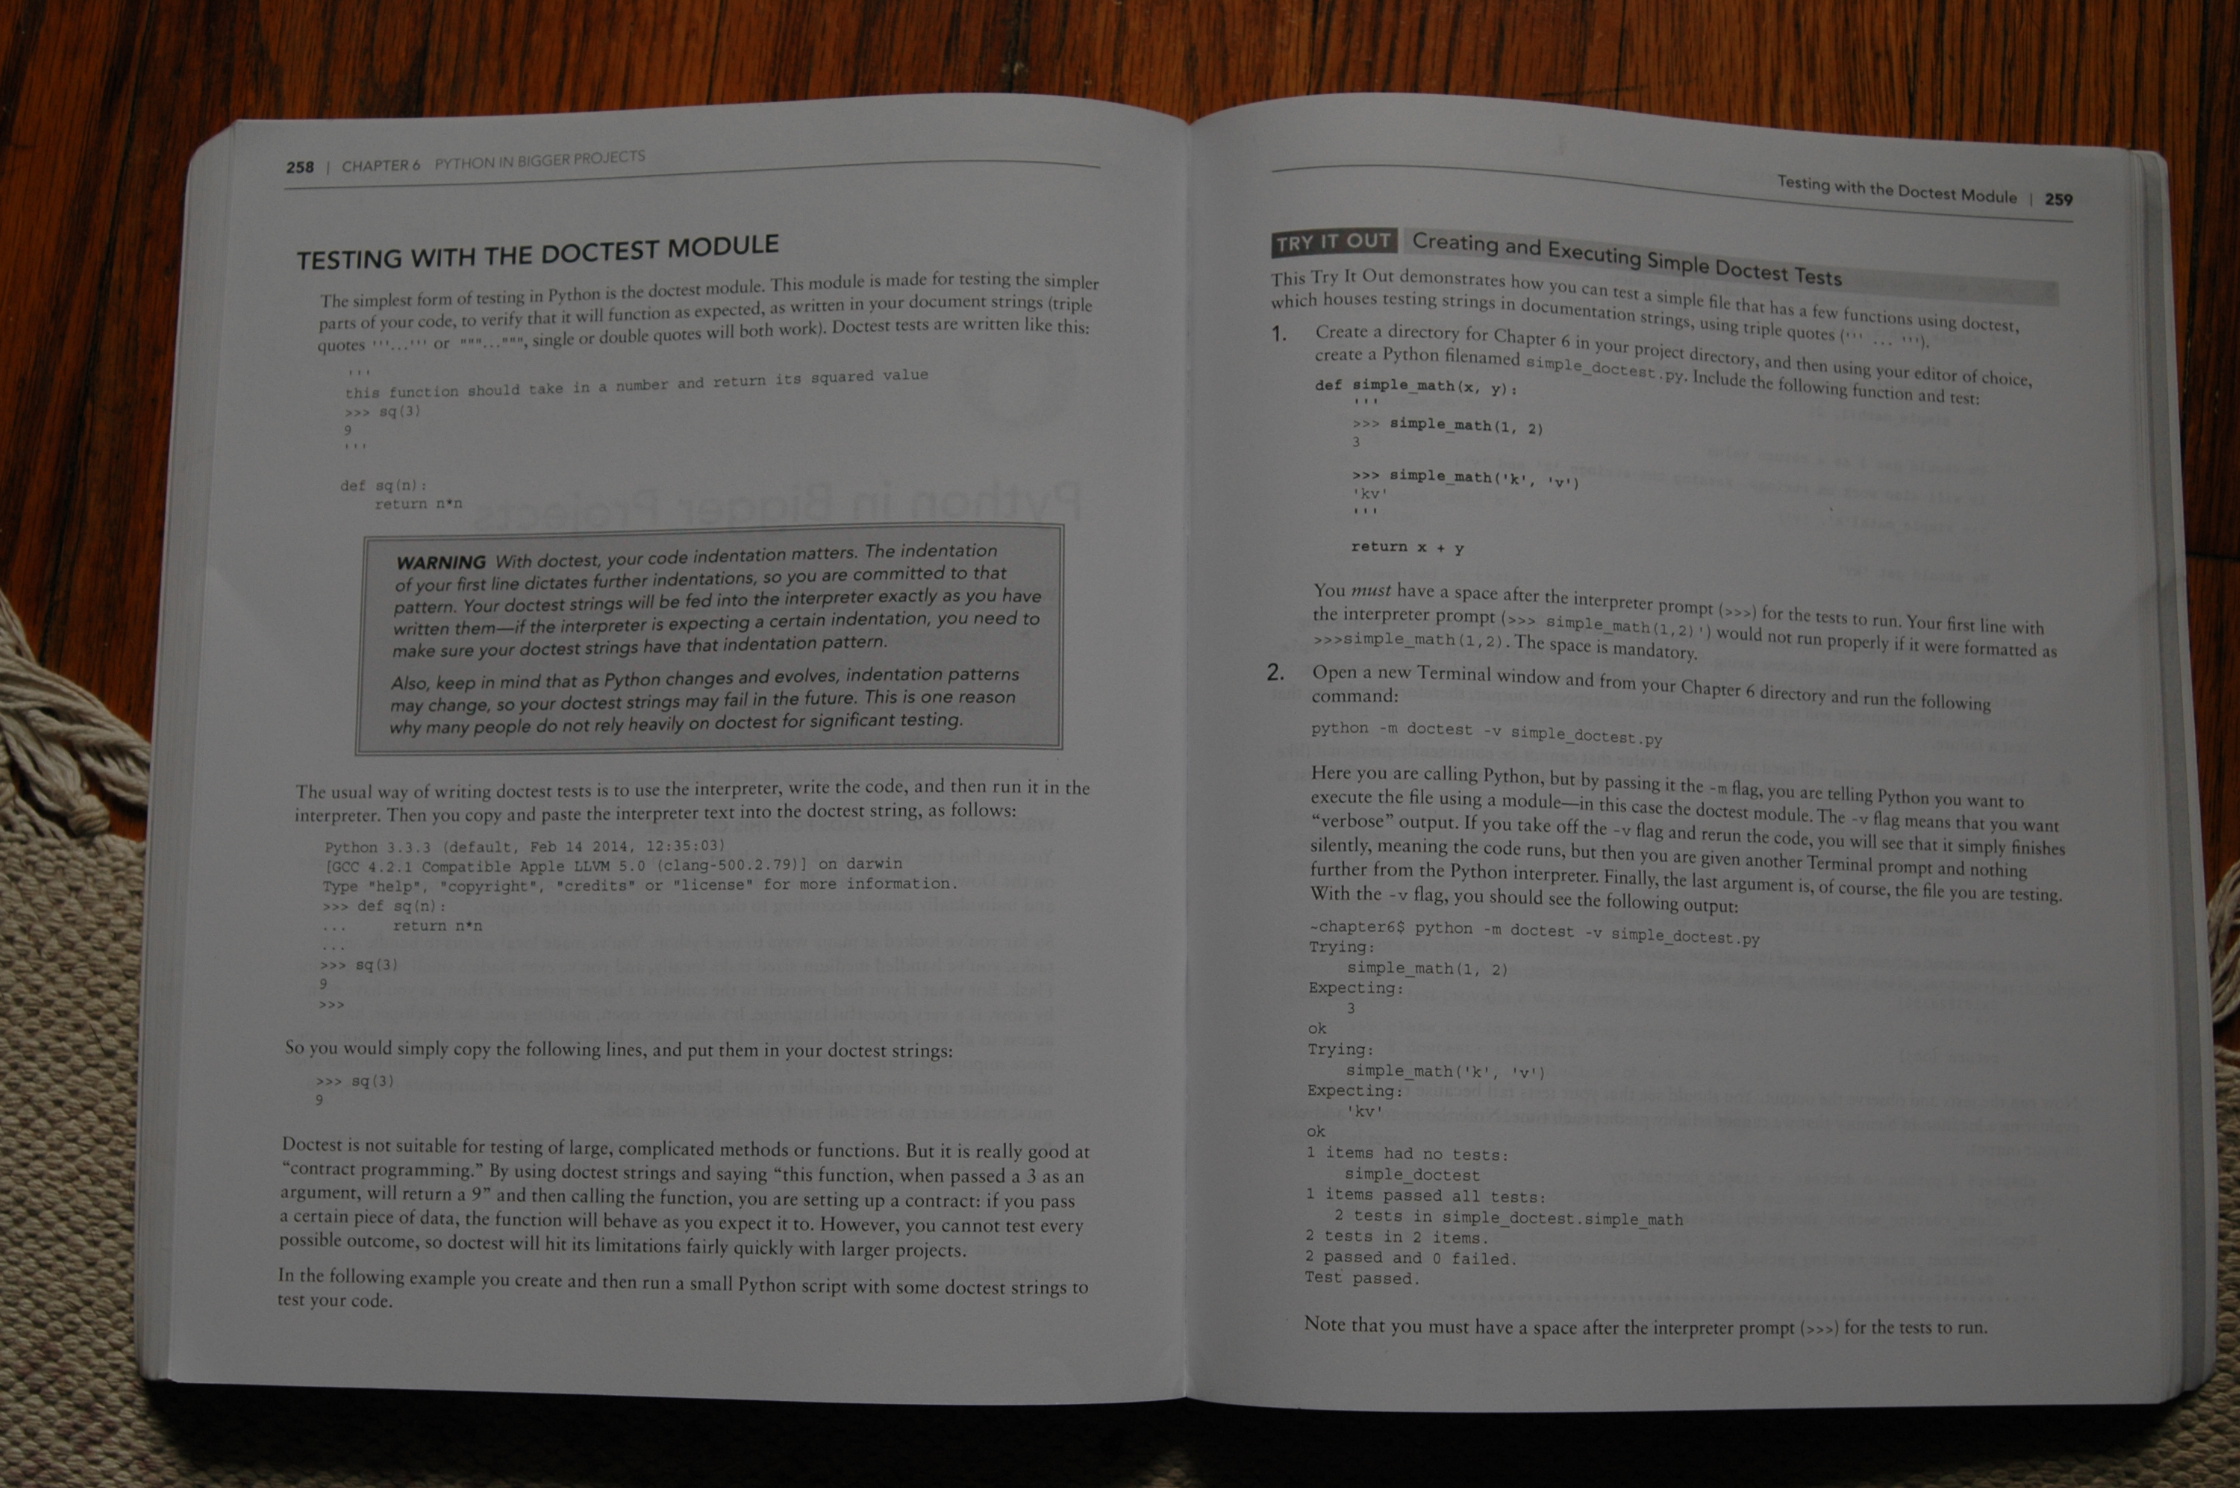 258 | CHAPTER 6 PYTHON IN BIGGER PROJECTS
TESTING WITH THE DOCTEST MODULE
The simplest form of testing in Python is the doctest module. This module is made for testing the simpler
parts of your code, to verify that it will function as expected, as written in your document strings (triple
quotes '''...''' or """...""", single or double quotes will both work). Doctest tests are written like this:
'''
this function should take in a number and return its squared value
>>> sq(3)
9
'''
def sq(n):
return n*n
WARNING With doctest, your code indentation matters. The indentation
of your first line dictates further indentations, so you are committed to that
pattern. Your doctest strings will be fed into the interpreter exactly as you have
written them—if the interpreter is expecting a certain indentation, you need to
make sure your doctest strings have that indentation pattern.
Also, keep in mind that as Python changes and evolves, indentation patterns
may change, so your doctest strings may fail in the future. This is one reason
why many people do not rely heavily on doctest for significant testing.
The usual way of writing doctest tests is to use the interpreter, write the code, and then run it in the
interpreter. Then you copy and paste the interpreter text into the doctest string, as follows:
Python 3.3.3 (default, Feb 14 2014, 12:35:03)
[GCC 4.2.1 Compatible Apple LLVM 5.0 (clang-500.2.79)] on darwin
Type "help", "copyright", "credits" or "license" for more information.
>>> def sq(n):
... return n*n
...
>>> sq(3)
9
>>>
So you would simply copy the following lines, and put them in your doctest strings:
>>> sq(3)
9
Doctest is not suitable for testing of large, complicated methods or functions. But it is really good at
“contract programming.” By using doctest strings and saying “this function, when passed a 3 as an
argument, will return a 9” and then calling the function, you are setting up a contract: if you pass
a certain piece of data, the function will behave as you expect it to. However, you cannot test every
possible outcome, so doctest will hit its limitations fairly quickly with larger projects.
In the following example you create and then run a small Python script with some doctest strings to
test your code.
Testing with the Doctest Module | 259
TRY IT OUT Creating and Executing Simple Doctest Tests
This Try It Out demonstrates how you can test a simple file that has a few functions using doctest,
which houses testing strings in documentation strings, using triple quotes (''' ... ''').
1. Create a directory for Chapter 6 in your project directory, and then using your editor of choice,
create a Python filenamed simple_doctest.py. Include the following function and test:
def simple_math(x, y):
'''
>>> simple_math(1, 2)
3
>>> simple_math('k', 'v')
'kv'
'''
return x + y
You must have a space after the interpreter prompt (>>>) for the tests to run. Your first line with
the interpreter prompt (>>> simple_math(1,2)') would not run properly if it were formatted as
>>>simple_math(1,2). The space is mandatory.
2. Open a new Terminal window and from your Chapter 6 directory and run the following
command:
python -m doctest -v simple_doctest.py
Here you are calling Python, but by passing it the -m flag, you are telling Python you want to
execute the file using a module—in this case the doctest module. The -v flag means that you want
“verbose” output. If you take off the -v flag and rerun the code, you will see that it simply finishes
silently, meaning the code runs, but then you are given another Terminal prompt and nothing
further from the Python interpreter. Finally, the last argument is, of course, the file you are testing.
With the -v flag, you should see the following output:
~chapter6$ python -m doctest -v simple_doctest.py
Trying:
simple_math(1, 2)
Expecting:
3
ok
Trying:
simple_math('k', 'v')
Expecting:
'kv'
ok
1 items had no tests:
simple_doctest
1 items passed all tests:
2 tests in simple_doctest.simple_math
2 tests in 2 items.
2 passed and 0 failed.
Test passed.
Note that you must have a space after the interpreter prompt (>>>) for the tests to run.